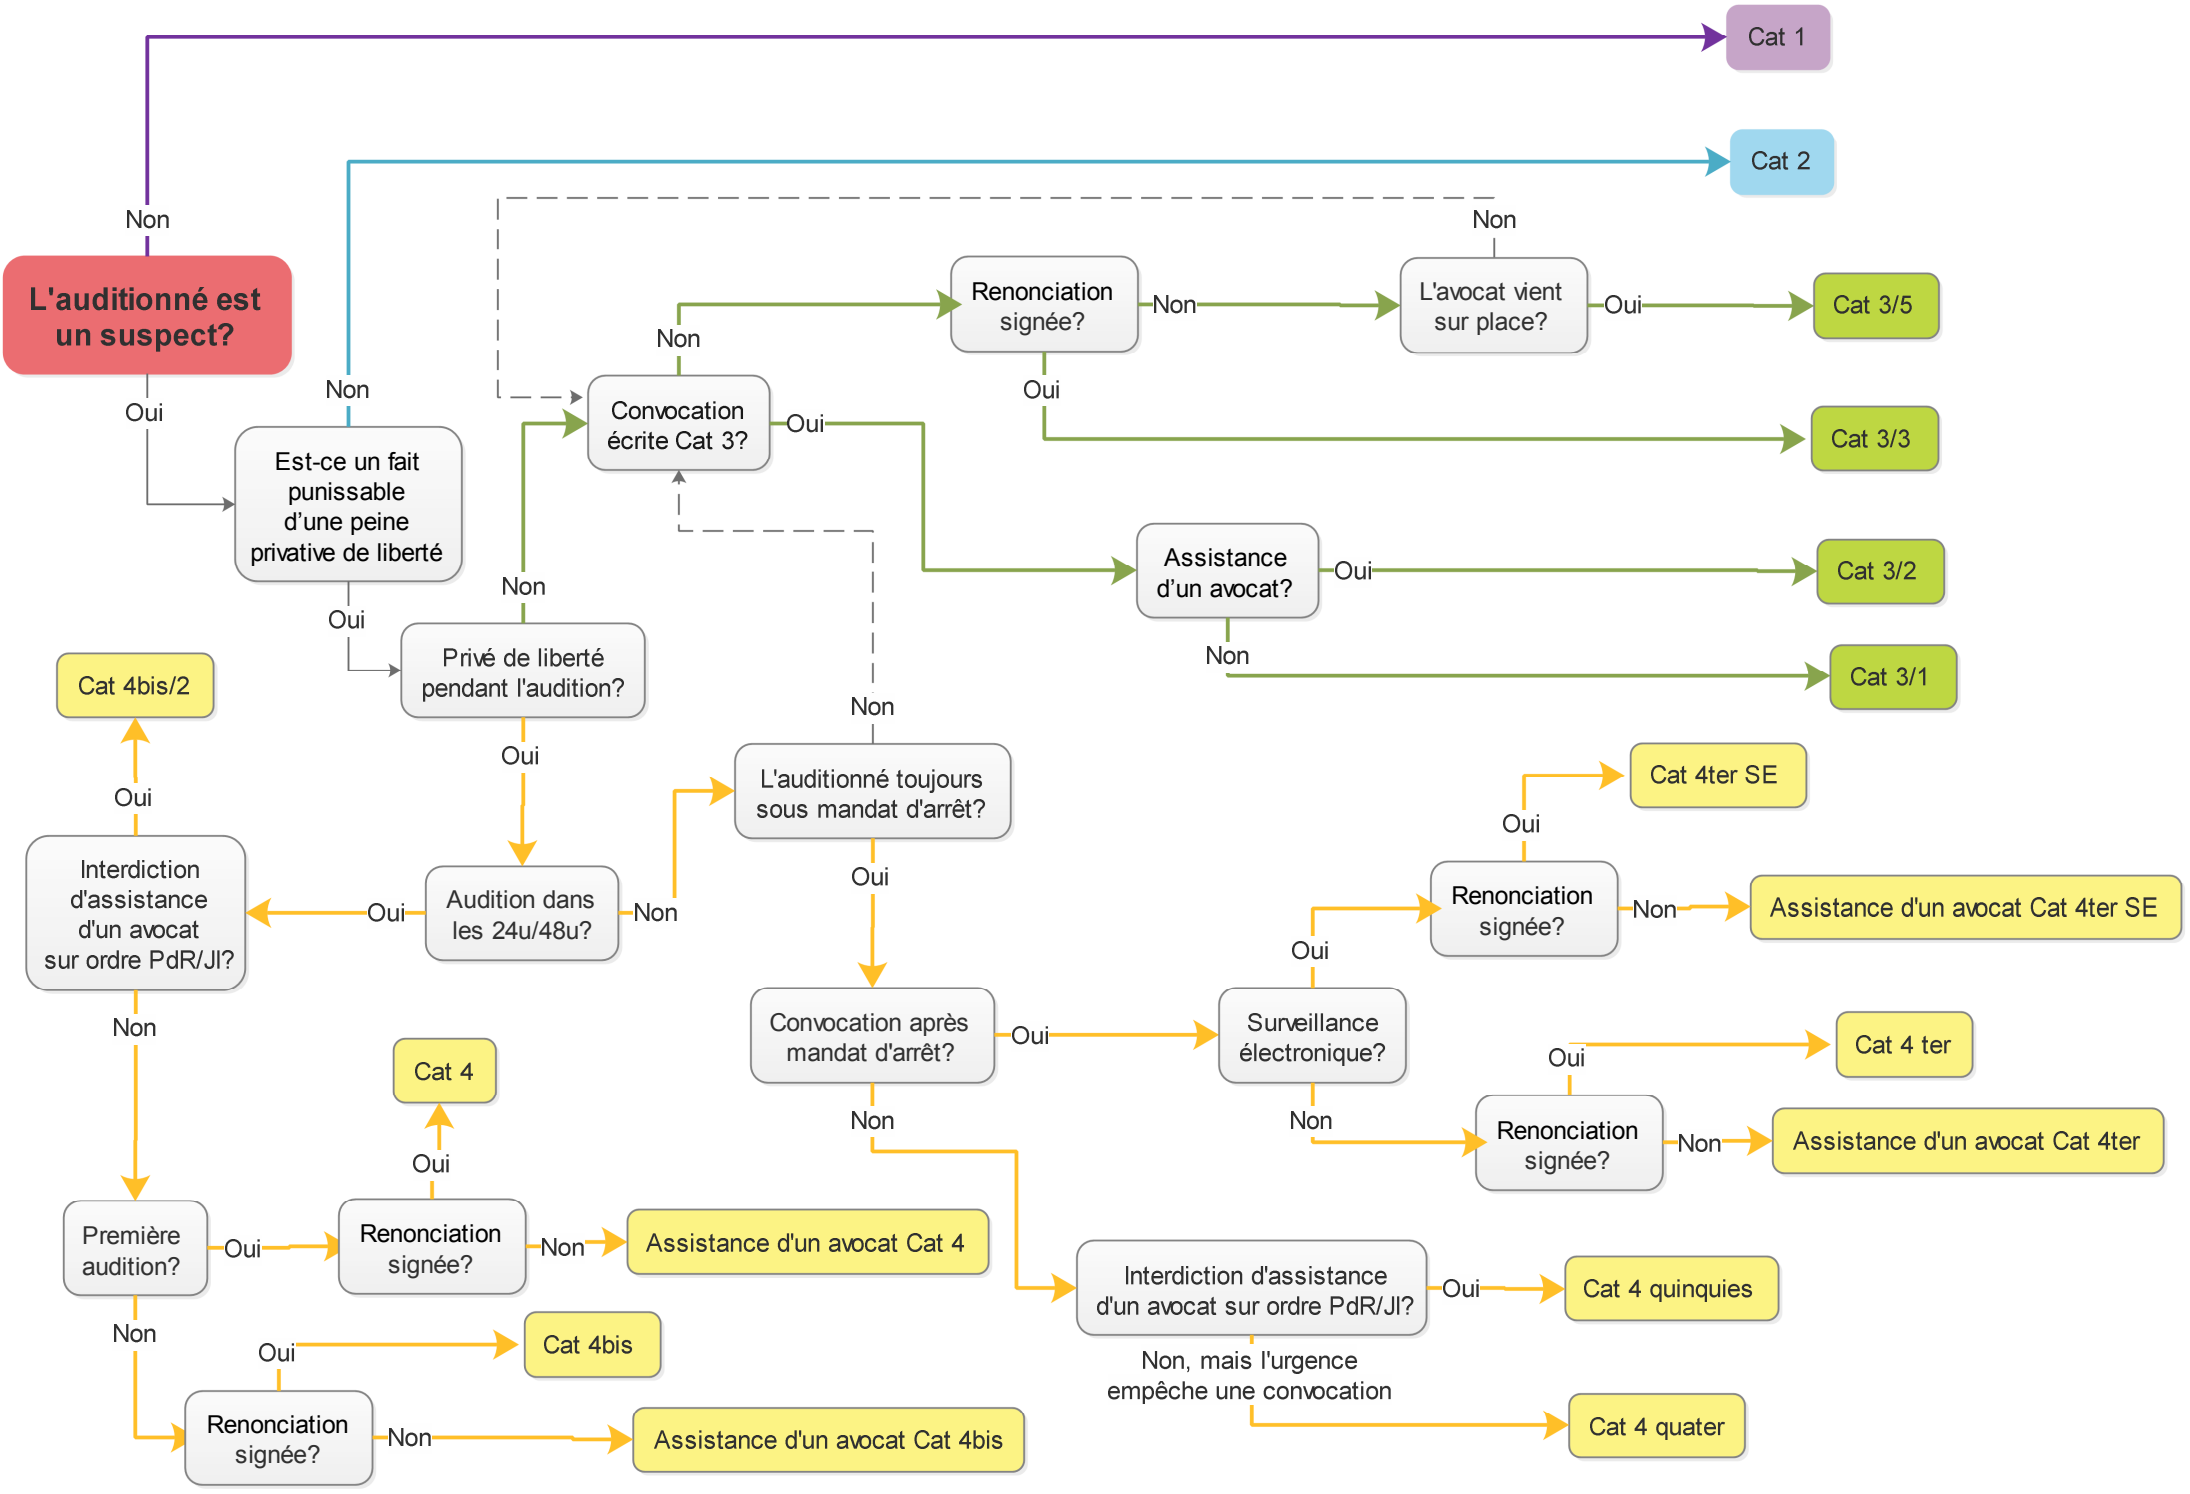 Cat 1
Cat 2
Non
Non
L'auditionné est
un suspect?
Renonciation
signée?
Non
L'avocat vient
sur place?
Oui
Cat 3/5
Non
Oui
Non
Oui
Convocation
écrite Cat 3?
Oui
Cat 3/3
Est-ce un fait
punissable
d’une peine
privative de liberté
Assistance
d’un avocat?
Oui
Cat 3/2
Non
Oui
Non
Privé de liberté
pendant l'audition?
Cat 3/1
Cat 4bis/2
Non
Oui
L'auditionné toujours
sous mandat d'arrêt?
Cat 4ter SE
Oui
Oui
Interdiction
d'assistance
d'un avocat
sur ordre PdR/JI?
Oui
Audition dans
les 24u/48u?
Non
Oui
Renonciation
signée?
Non
Assistance d'un avocat Cat 4ter SE
Oui
Non
Convocation après
mandat d'arrêt?
Oui
Surveillance
électronique?
Oui
Cat 4 ter
Cat 4
Non
Non
Renonciation
signée?
Non
Assistance d'un avocat Cat 4ter
Oui
Première
audition?
Oui
Renonciation
signée?
Non
Assistance d'un avocat Cat 4
Interdiction d'assistance
d'un avocat sur ordre PdR/JI?
Oui
Cat 4 quinquies
Non
Oui
Cat 4bis
Non, mais l'urgence
empêche une convocation
Renonciation
signée?
Non
Assistance d'un avocat Cat 4bis
Cat 4 quater